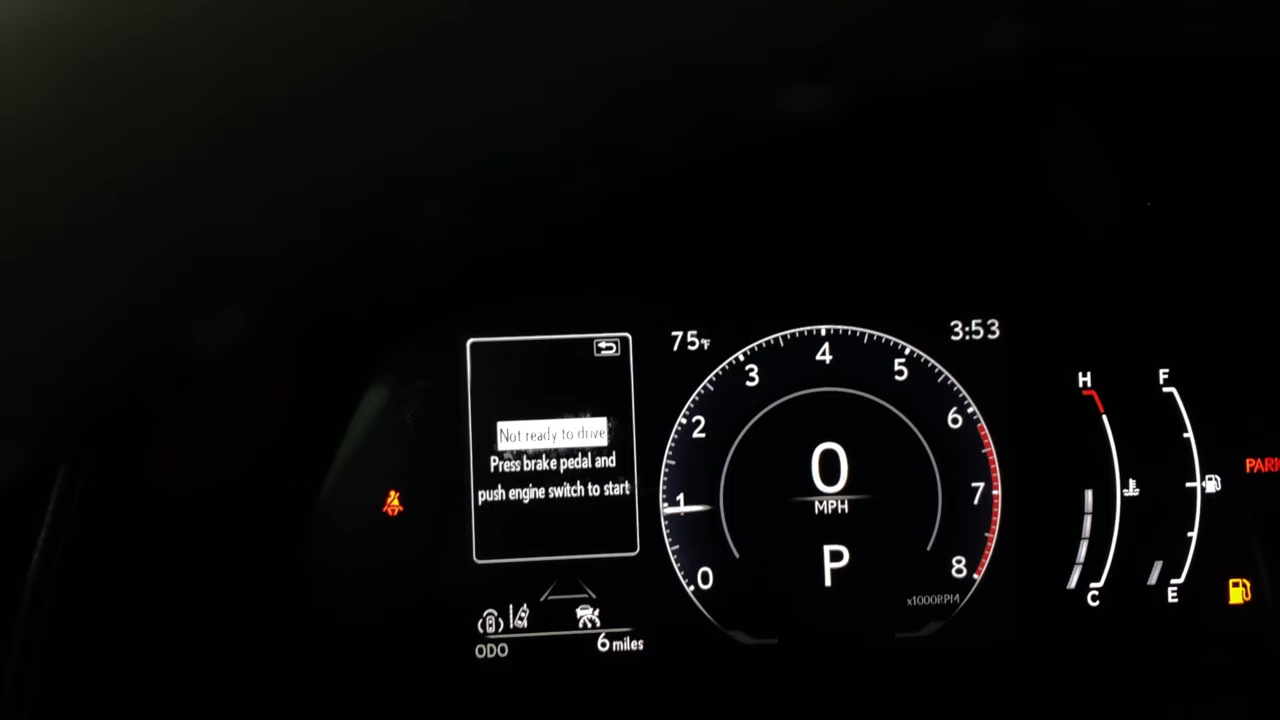 75°F
3:53
Not ready to drive
Press brake pedal and
push engine switch to start
0
1
2
3
4
5
6
7
8
0
MPH
P
x1000RPM
H
C
F
E
ODO
6 miles